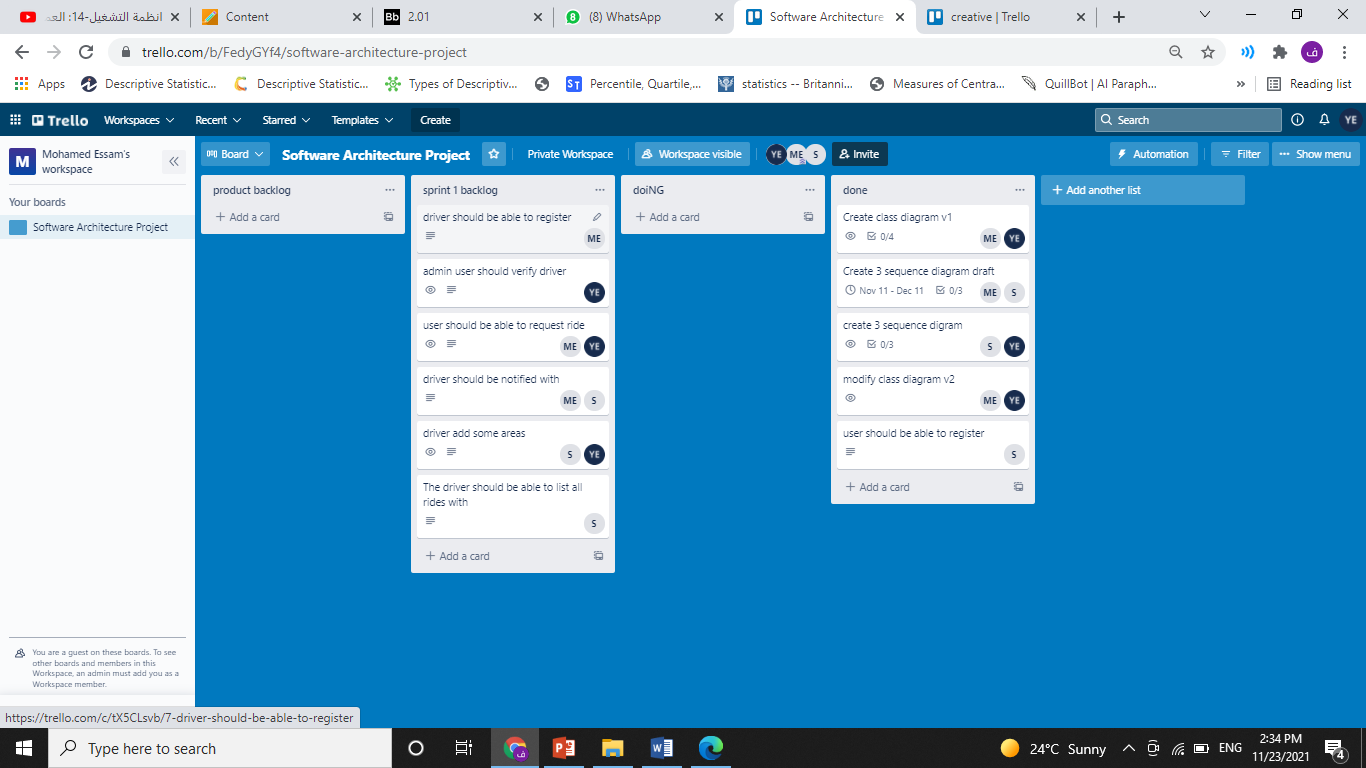 انظمة التشغيل-14: الع
Content
2.01
(8) WhatsApp
Software Architecture
creative | Trello
trello.com/b/FedyGYf4/software-architecture-project
Apps
Descriptive Statistic...
Descriptive Statistic...
Types of Descriptiv...
Percentile, Quartile,...
statistics -- Britanni...
Measures of Centra...
QuillBot | AI Paraph...
»
Reading list
Trello
Workspaces
Recent
Starred
Templates
Create
Search
YE
M
Mohamed Essam's
workspace
Your boards
Software Architecture Project
You are a guest on these boards. To see
other boards and members in this
Workspace, an admin must add you as a
Workspace member.
Board
Software Architecture Project
Private Workspace
Workspace visible
YE ME S
Invite
Automation
Filter
Show menu
product backlog
+ Add a card
sprint 1 backlog
driver should be able to register
ME
admin user should verify driver
YE
user should be able to request ride
ME YE
driver should be notified with
ME S
driver add some areas
S YE
The driver should be able to list all
rides with
S
+ Add a card
doiNG
+ Add a card
done
Create class diagram v1
0/4 ME YE
Create 3 sequence diagram draft
Nov 11 - Dec 11 0/3 ME S
create 3 sequence digram
0/3 S YE
modify class diagram v2
ME YE
user should be able to register
S
+ Add a card
+ Add another list
https://trello.com/c/tX5CLsvb/7-driver-should-be-able-to-register
Type here to search
24°C Sunny
ENG
2:34 PM
11/23/2021
4